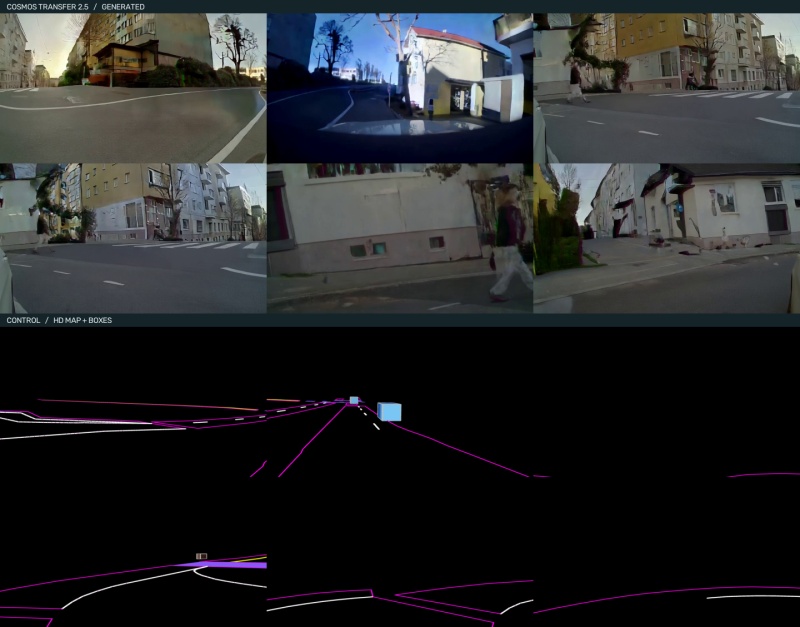 COSMOS TRANSFER 2.5 / GENERATED
CONTROL / HD MAP + BOXES